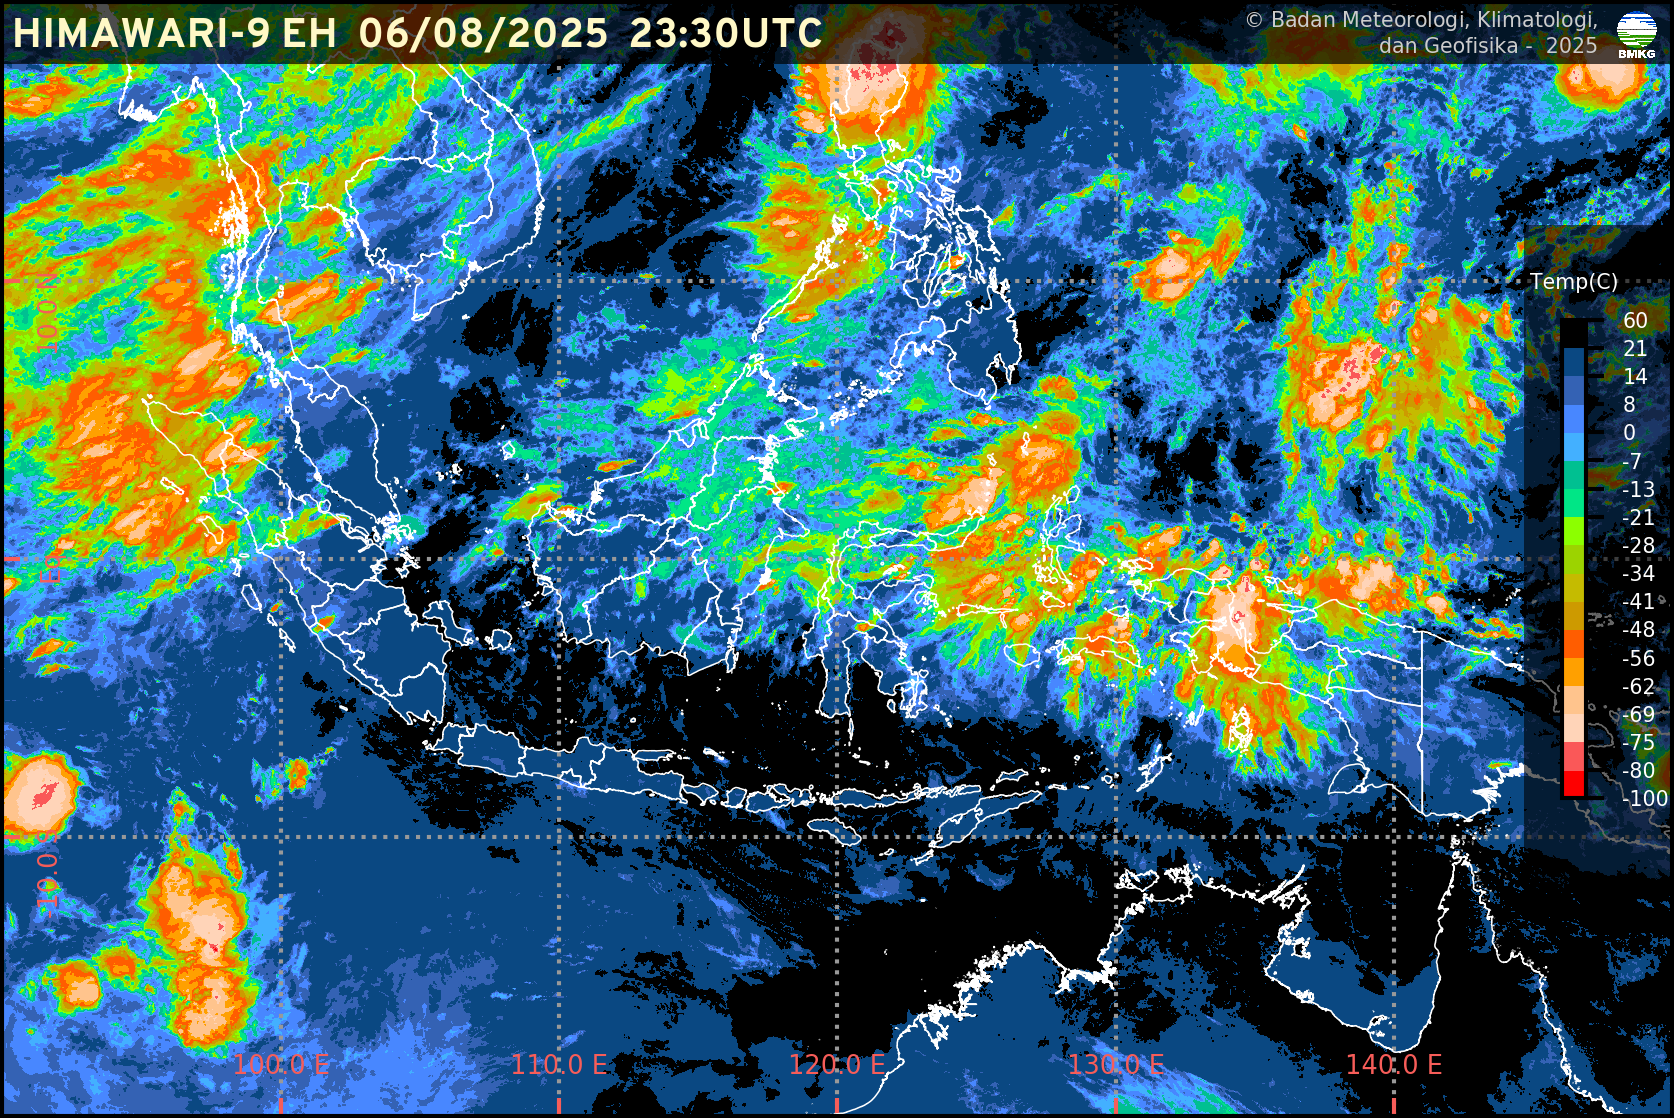 HIMAWARI-9 EH 06/08/2025 23:30UTC
© Badan Meteorologi, Klimatologi,
dan Geofisika - 2025
BMKG
Temp(C)
60
21
14
8
0
-7
-13
-21
-28
-34
-41
-48
-56
-62
-69
-75
-80
-100
10.0 N
Eq
-10.0
100.0 E
110.0 E
120.0 E
130.0 E
140.0 E